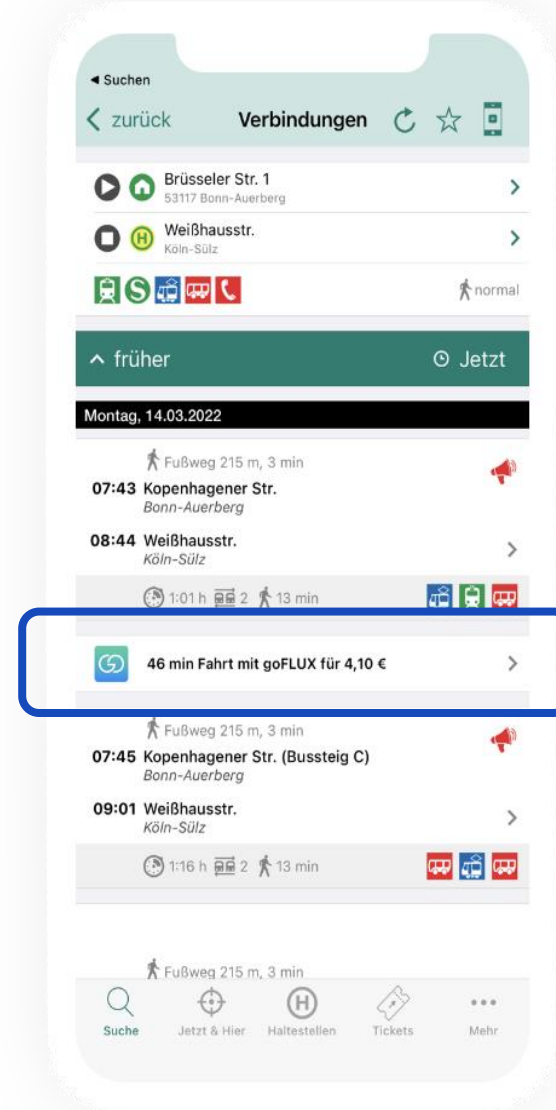 ◄ Suchen
zurück Verbindungen
Brüsseler Str. 1
53117 Bonn-Auerberg
H Weißhausstr.
Köln-Sülz
S normal
früher Jetzt
Montag, 14.03.2022
Fußweg 215 m, 3 min
07:43 Kopenhagener Str.
Bonn-Auerberg
08:44 Weißhausstr.
Köln-Sülz
1:01 h 2 13 min
46 min Fahrt mit goFLUX für 4,10 €
Fußweg 215 m, 3 min
07:45 Kopenhagener Str. (Bussteig C)
Bonn-Auerberg
09:01 Weißhausstr.
Köln-Sülz
1:16 h 2 13 min
Fußweg 215 m, 3 min
H
Suche Jetzt & Hier Haltestellen Tickets Mehr